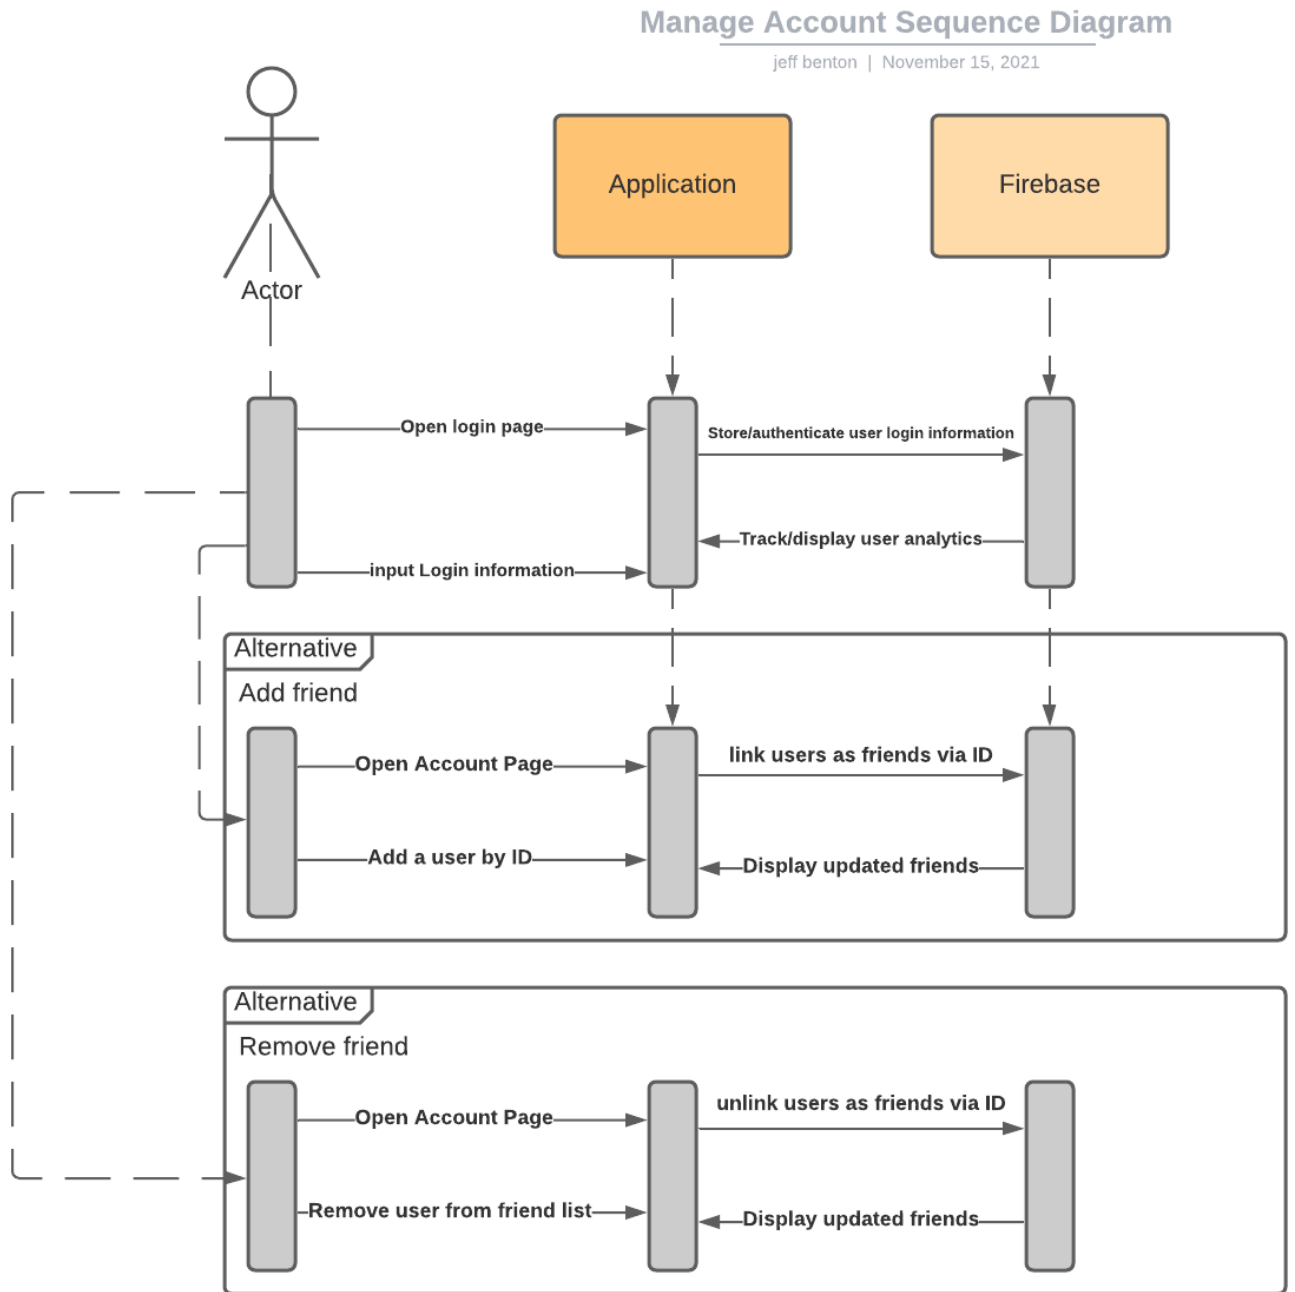 Manage Account Sequence Diagram
jeff benton | November 15, 2021
Application
Firebase
Actor
Open login page
Store/authenticate user login information
Track/display user analytics
input Login information
Alternative
Add friend
Open Account Page
link users as friends via ID
Add a user by ID
Display updated friends
Alternative
Remove friend
Open Account Page
unlink users as friends via ID
Remove user from friend list
Display updated friends